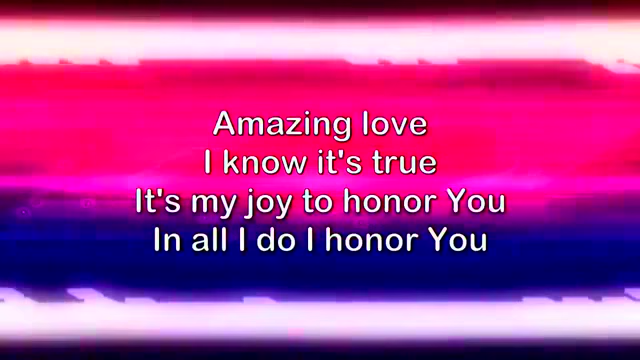 Amazing love
I know it's true
It's my joy to honor You
In all I do I honor You